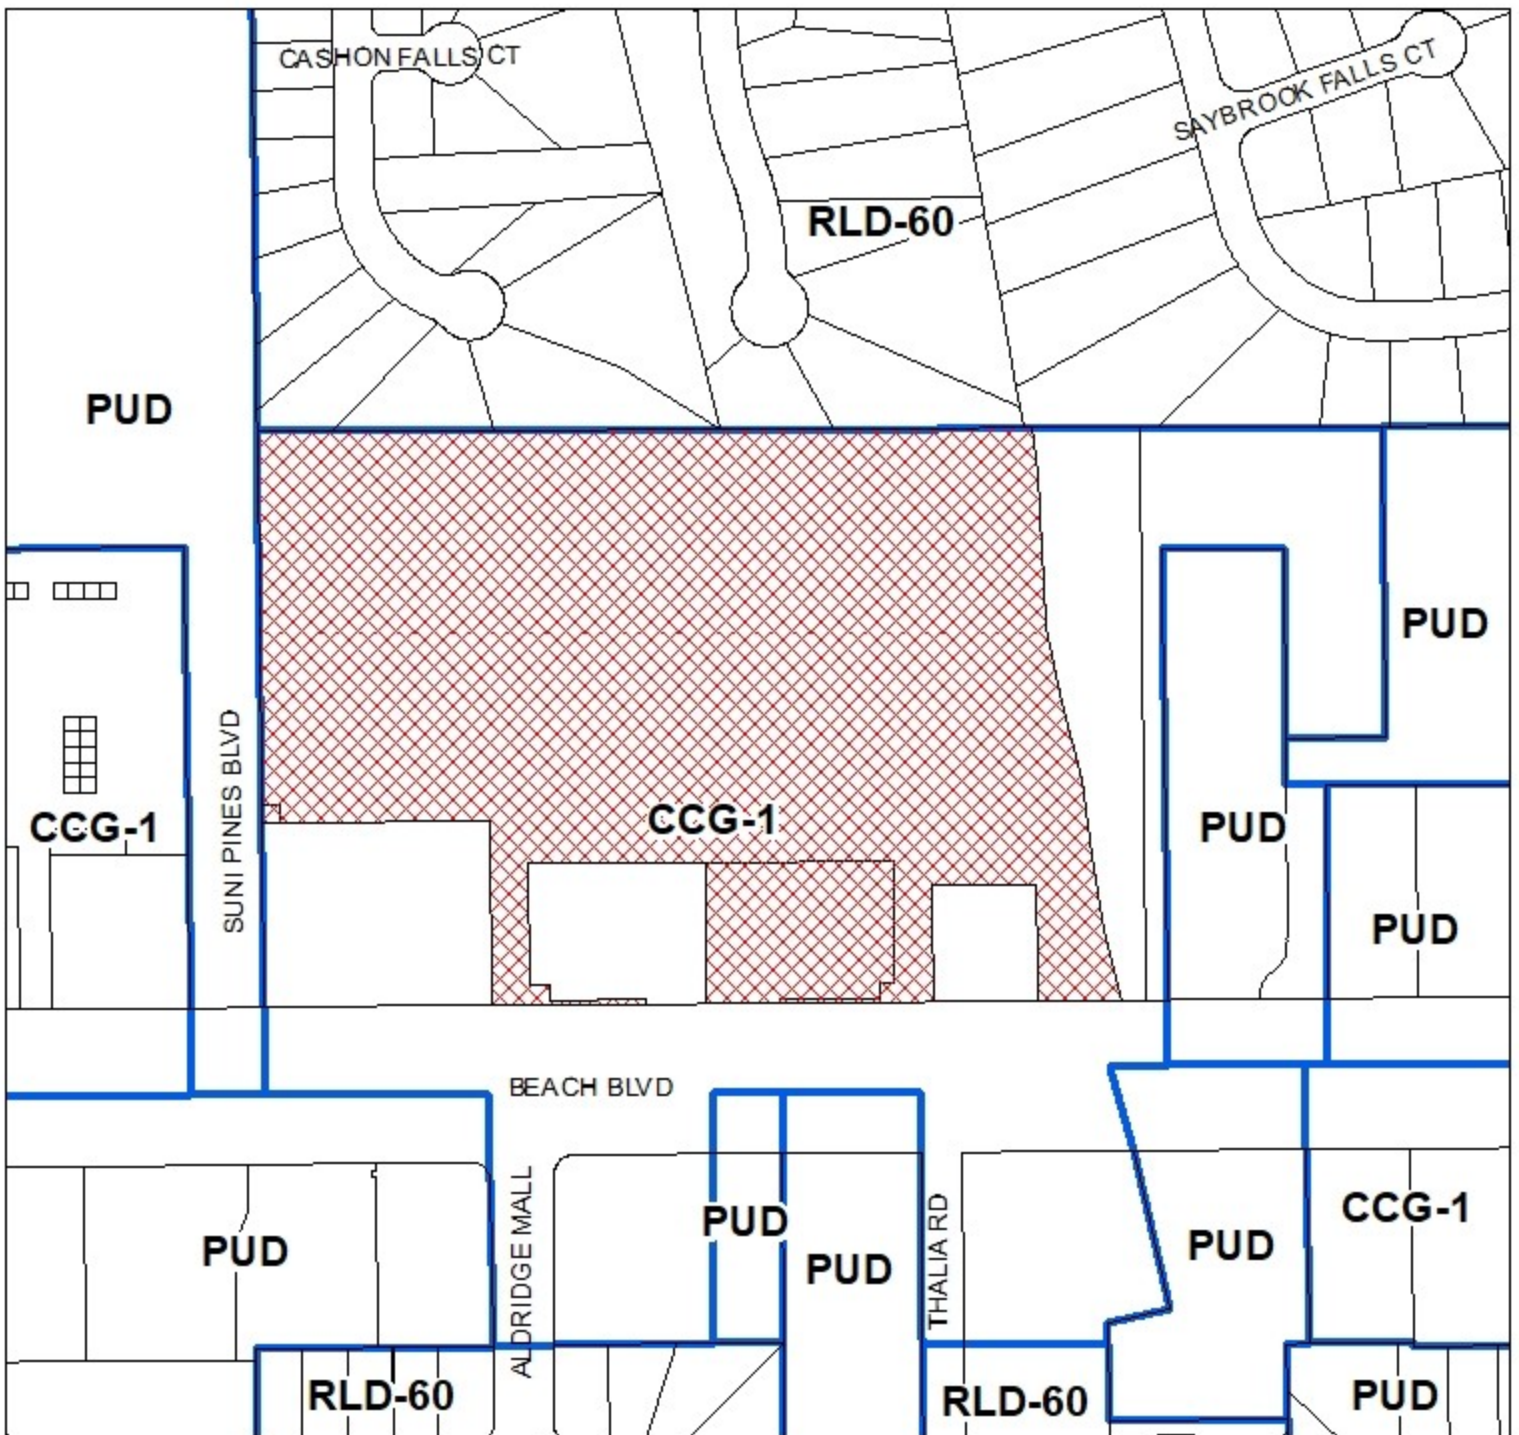 CASHON FALLS CT
SAYBROOK FALLS CT
RLD-60
PUD
PUD
SUNI PINES BLVD
CCG-1
CCG-1
PUD
PUD
BEACH BLVD
ALDRIDGE MALL
THALIA RD
PUD
PUD
PUD
PUD
CCG-1
RLD-60
RLD-60
PUD